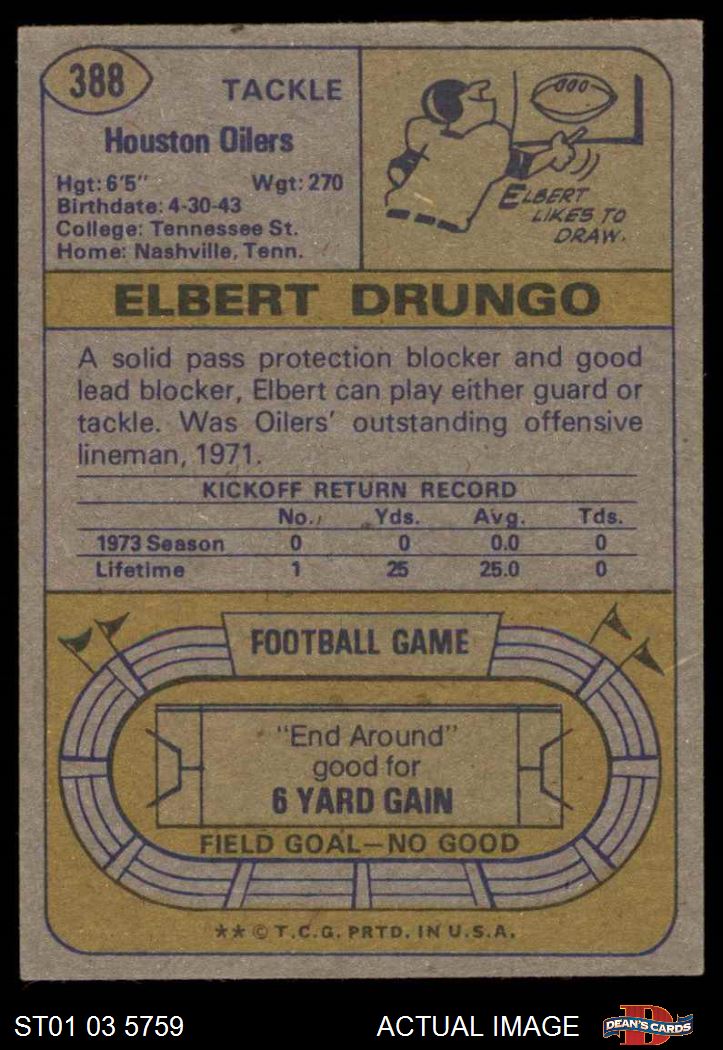 388
TACKLE
Houston Oilers
Hgt: 6'5" Wgt: 270
Birthdate: 4-30-43
College: Tennessee St.
Home: Nashville, Tenn.
ELBERT
LIKES TO
DRAW.
ELBERT DRUNGO
A solid pass protection blocker and good
lead blocker, Elbert can play either guard or
tackle. Was Oilers' outstanding offensive
lineman, 1971.
KICKOFF RETURN RECORD
No. Yds. Avg. Tds.
1973 Season 0 0 0.0 0
Lifetime 1 25 25.0 0
FOOTBALL GAME
"End Around"
good for
6 YARD GAIN
FIELD GOAL—NO GOOD
★★ © T.C.G. PRTD. IN U.S.A.
ST01 03 5759 ACTUAL IMAGE
D
DEAN'S CARDS